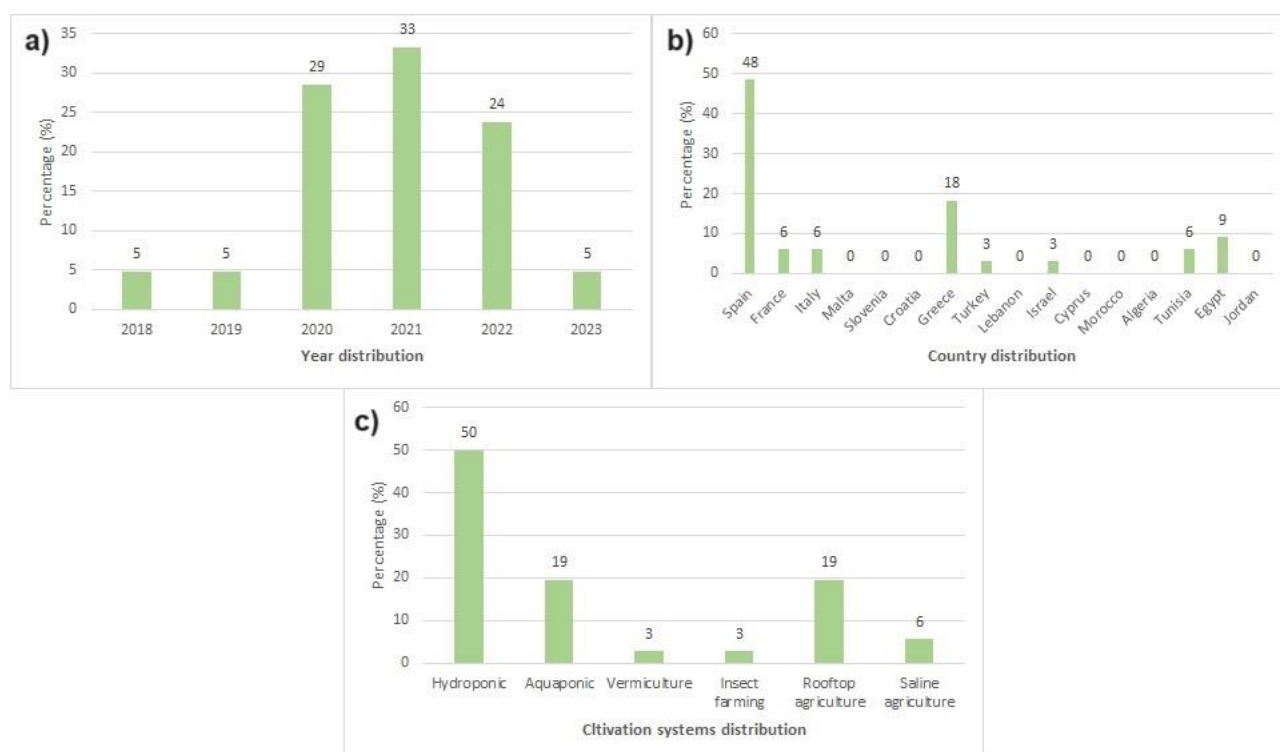 a)
Percentage (%)
35
30
25
20
15
10
5
0
5
5
29
33
24
5
2018 2019 2020 2021 2022 2023
Year distribution
b)
Percentage (%)
60
50
40
30
20
10
0
48
6
6
0
0
0
18
3
0
3
0
0
0
6
9
0
Spain
France
Italy
Malta
Slovenia
Croatia
Greece
Turkey
Lebanon
Israel
Cyprus
Morocco
Algeria
Tunisia
Egypt
Jordan
Country distribution
c)
Percentage (%)
60
50
40
30
20
10
0
50
19
3
3
19
6
Hydroponic
Aquaponic
Vermiculture
Insect
farming
Rooftop
agriculture
Saline
agriculture
Cltivation systems distribution